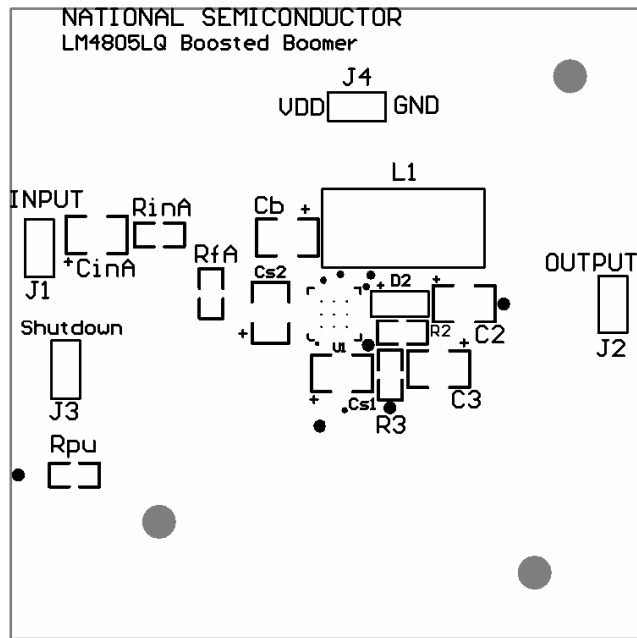 NATIONAL SEMICONDUCTOR
LM4805LQ Boosted Boomer
J4
VDD GND
L1
INPUT
RinA
Cb +
RfA
+ CinA
J1
Cs2
D2
+
+
OUTPUT
Shutdown
+
U1
R2
C2
+
J2
J3
+ Cs1
C3
R3
Rpu